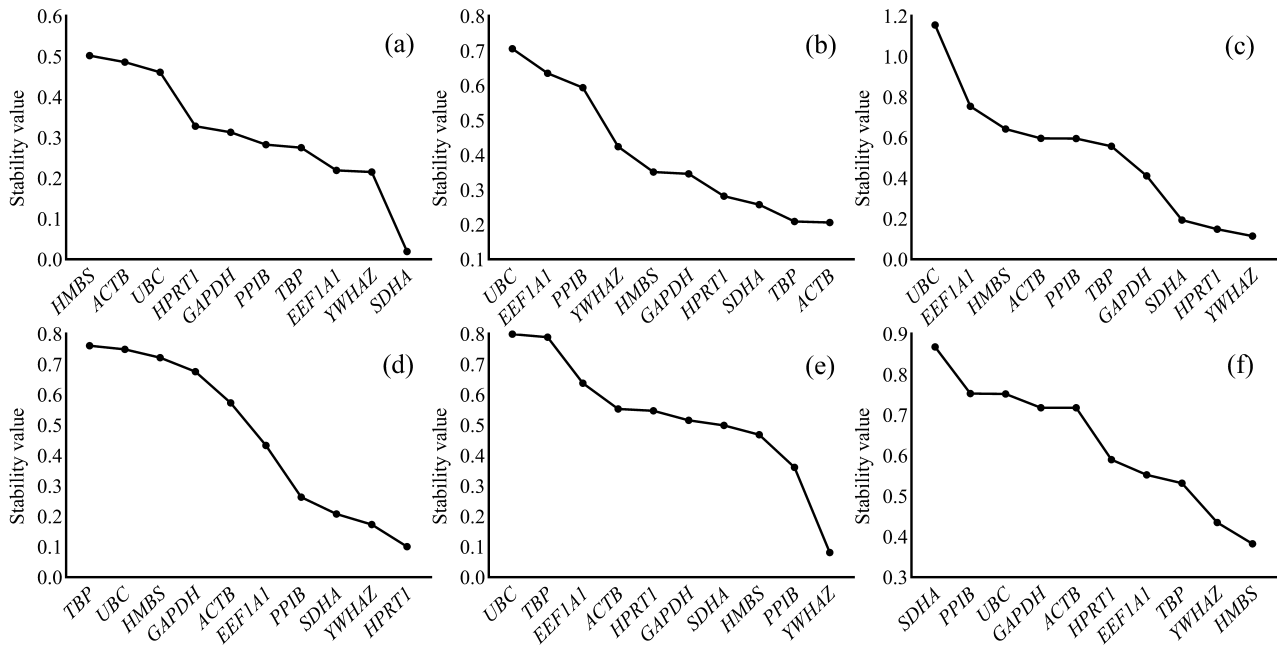 (a)
Stability value
0.6
0.5
0.4
0.3
0.2
0.1
0.0
HMBS
ACTB
UBC
HPRT1
GAPDH
PPIB
TBP
EEF1A1
YWHAZ
SDHA
(b)
Stability value
0.8
0.7
0.6
0.5
0.4
0.3
0.2
0.1
UBC
EEF1A1
PPIB
YWHAZ
HMBS
GAPDH
HPRT1
SDHA
TBP
ACTB
(c)
Stability value
1.2
1.0
0.8
0.6
0.4
0.2
0.0
UBC
EEF1A1
HMBS
ACTB
PPIB
TBP
GAPDH
SDHA
HPRT1
YWHAZ
(d)
Stability value
0.8
0.7
0.6
0.5
0.4
0.3
0.2
0.1
0.0
TBP
UBC
HMBS
GAPDH
ACTB
EEF1A1
PPIB
SDHA
YWHAZ
HPRT1
(e)
Stability value
0.8
0.7
0.6
0.5
0.4
0.3
0.2
0.1
0.0
UBC
TBP
EEF1A1
ACTB
HPRT1
GAPDH
SDHA
HMBS
PPIB
YWHAZ
(f)
Stability value
0.9
0.8
0.7
0.6
0.5
0.4
0.3
SDHA
PPIB
UBC
GAPDH
ACTB
HPRT1
EEF1A1
TBP
YWHAZ
HMBS